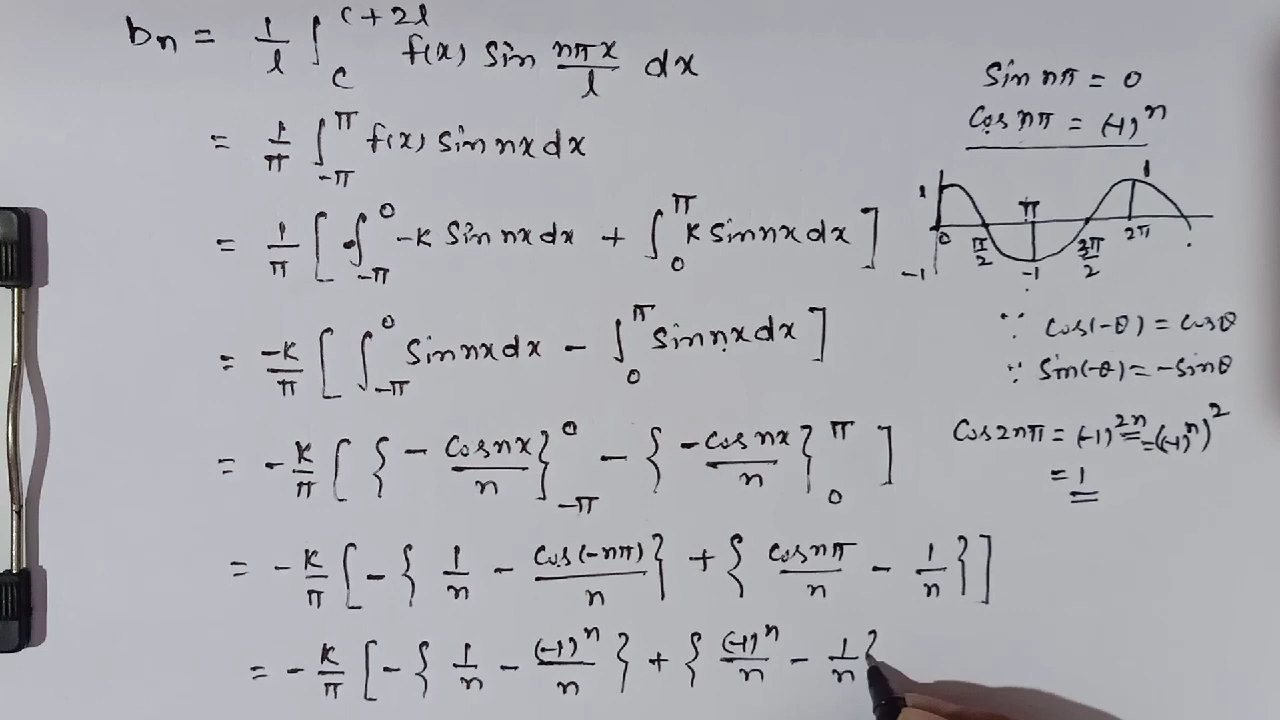 bn = 1/l ∫_C^{C+2l} f(x) sin nπx/l dx
= 1/π ∫_{-π}^{π} f(x) sin nx dx
= 1/π [ ∫_{-π}^{0} -K sin nx dx + ∫_0^π K sin nx dx ]
= -K/π [ ∫_{-π}^{0} sin nx dx - ∫_0^π sin nx dx ]
= -K/π [ { - cos nx/n }_{-π}^{0} - { -cos nx/n }_0^π ]
= -K/π [ -{ 1/n - cos(-nπ)/n } + { cos nπ/n - 1/n } ]
= -K/π [ -{ 1/n - (-1)^n/n } + { (-1)^n/n - 1/n }
Sin nπ = 0
Cos nπ = (-1)^n
1 π 1
0 π/2 3π/2 2π
-1 -1
∵ cos(-θ) = cosθ
∵ sin(-θ) = -sinθ
Cos 2nπ = (-1)^{2n} = ((-1)^n)^2
= 1